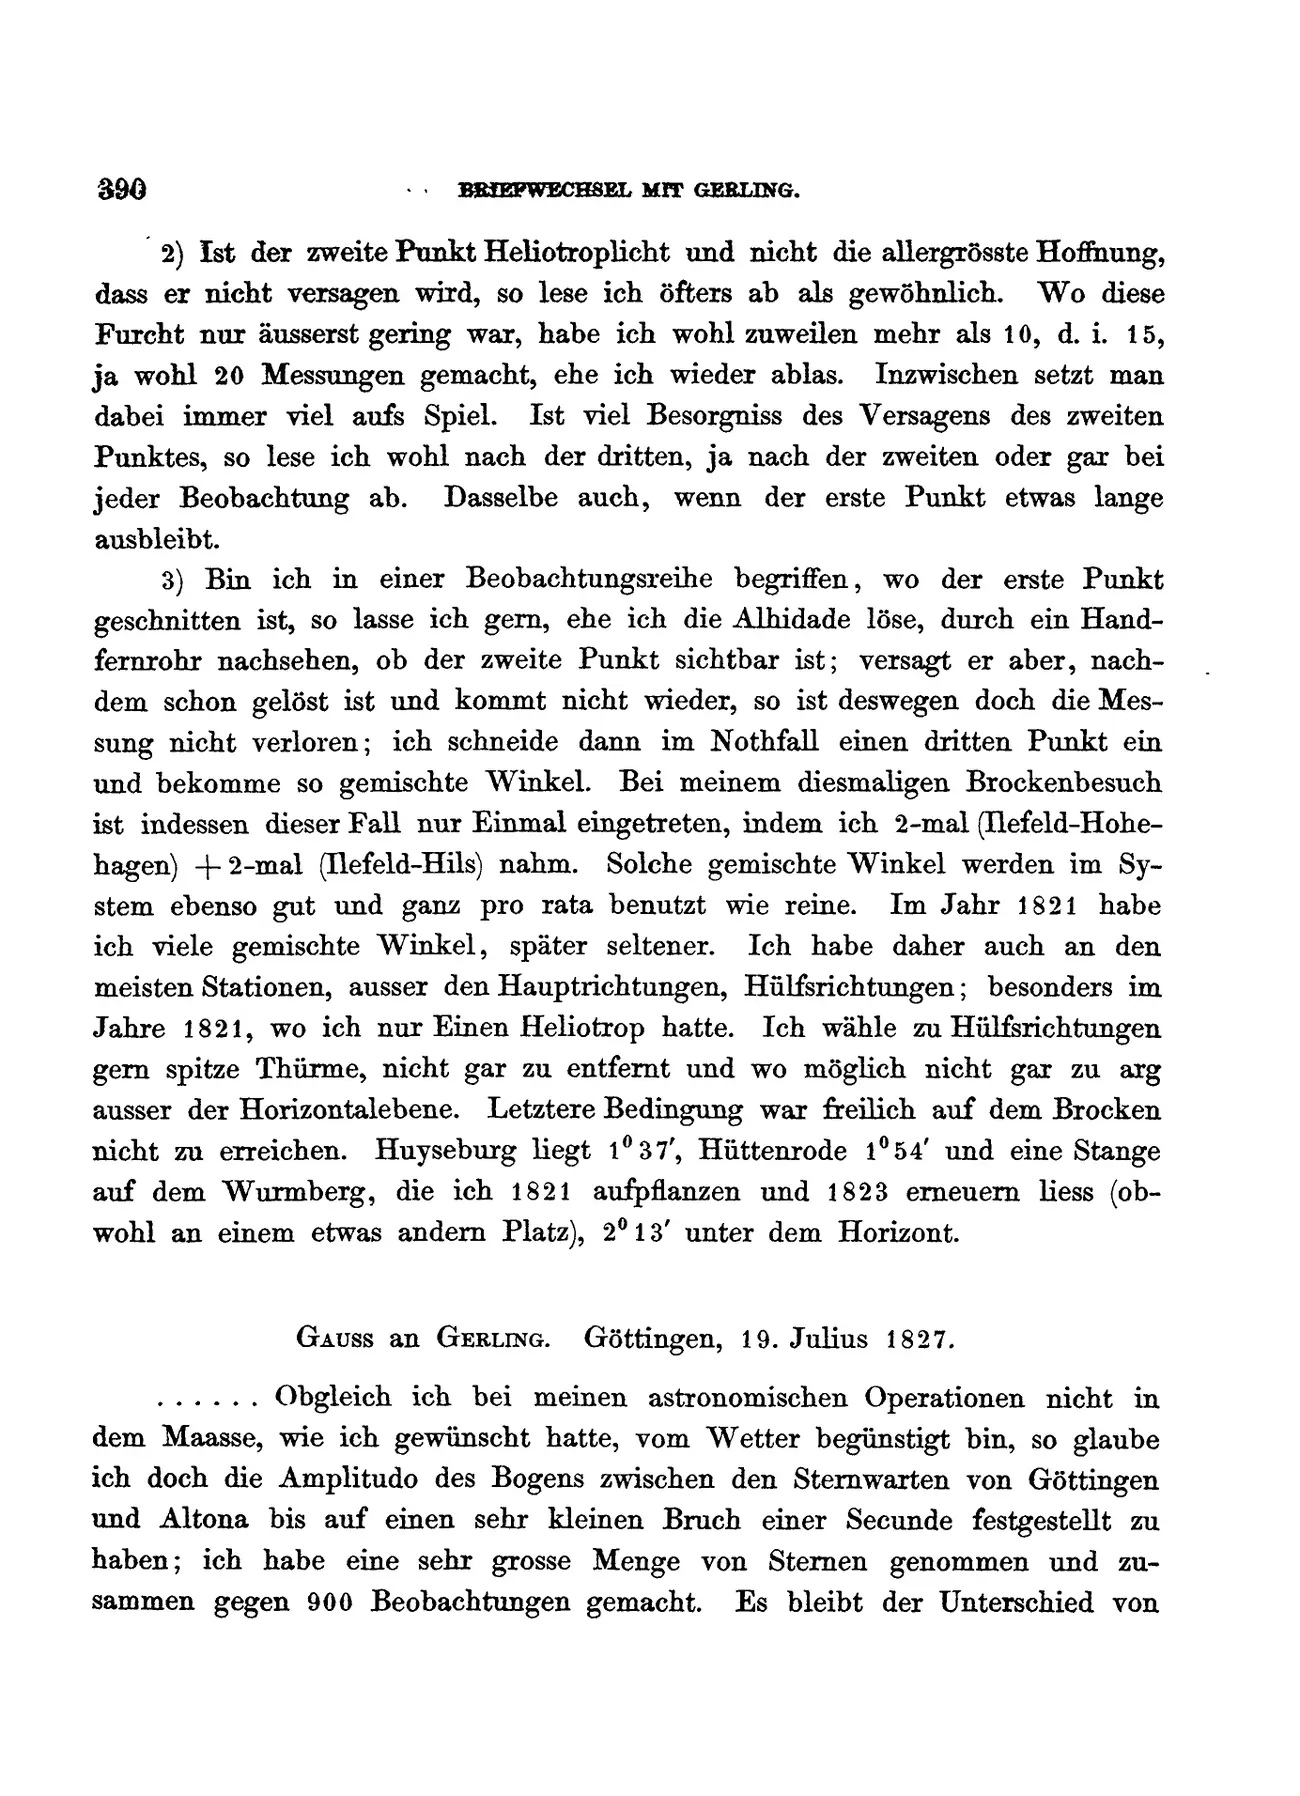 390
BRIEFWECHSEL MIT GERLING.
2) Ist der zweite Punkt Heliotroplicht und nicht die allergrösste Hoffnung,
dass er nicht versagen wird, so lese ich öfters ab als gewöhnlich. Wo diese
Furcht nur äusserst gering war, habe ich wohl zuweilen mehr als 10, d. i. 15,
ja wohl 20 Messungen gemacht, ehe ich wieder ablas. Inzwischen setzt man
dabei immer viel aufs Spiel. Ist viel Besorgniss des Versagens des zweiten
Punktes, so lese ich wohl nach der dritten, ja nach der zweiten oder gar bei
jeder Beobachtung ab. Dasselbe auch, wenn der erste Punkt etwas lange
ausbleibt.
3) Bin ich in einer Beobachtungsreihe begriffen, wo der erste Punkt
geschnitten ist, so lasse ich gern, ehe ich die Alhidade löse, durch ein Hand-
fernrohr nachsehen, ob der zweite Punkt sichtbar ist; versagt er aber, nach-
dem schon gelöst ist und kommt nicht wieder, so ist deswegen doch die Mes-
sung nicht verloren; ich schneide dann im Nothfall einen dritten Punkt ein
und bekomme so gemischte Winkel. Bei meinem diesmaligen Brockenbesuch
ist indessen dieser Fall nur Einmal eingetreten, indem ich 2-mal (Ilefeld-Hohe-
hagen) + 2-mal (Ilefeld-Hils) nahm. Solche gemischte Winkel werden im Sy-
stem ebenso gut und ganz pro rata benutzt wie reine. Im Jahr 1821 habe
ich viele gemischte Winkel, später seltener. Ich habe daher auch an den
meisten Stationen, ausser den Hauptrichtungen, Hülfsrichtungen; besonders im
Jahre 1821, wo ich nur Einen Heliotrop hatte. Ich wähle zu Hülfsrichtungen
gern spitze Thürme, nicht gar zu entfernt und wo möglich nicht gar zu arg
ausser der Horizontalebene. Letztere Bedingung war freilich auf dem Brocken
nicht zu erreichen. Huyseburg liegt 1⁰37′, Hüttenrode 1⁰54′ und eine Stange
auf dem Wurmberg, die ich 1821 aufpflanzen und 1823 erneuern liess (ob-
wohl an einem etwas andern Platz), 2⁰13′ unter dem Horizont.
GAUSS an GERLING. Göttingen, 19. Julius 1827.
. . . . . . Obgleich ich bei meinen astronomischen Operationen nicht in
dem Maasse, wie ich gewünscht hatte, vom Wetter begünstigt bin, so glaube
ich doch die Amplitudo des Bogens zwischen den Sternwarten von Göttingen
und Altona bis auf einen sehr kleinen Bruch einer Secunde festgestellt zu
haben; ich habe eine sehr grosse Menge von Sternen genommen und zu-
sammen gegen 900 Beobachtungen gemacht. Es bleibt der Unterschied von